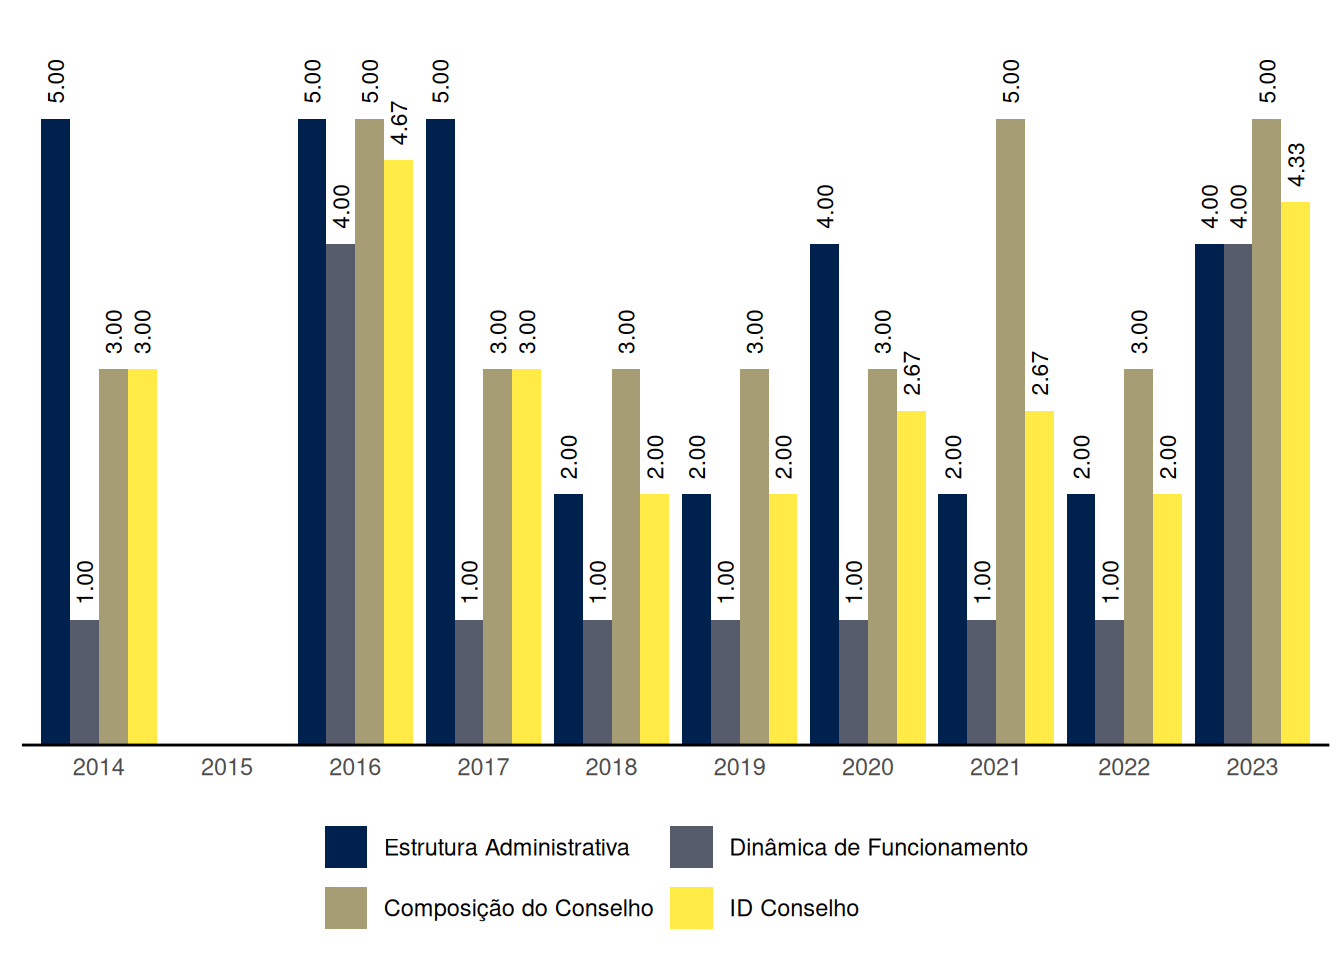 5.00 1.00 3.00 3.00
5.00 4.00 5.00 4.67
5.00 1.00 3.00 3.00
2.00 1.00 3.00 2.00
2.00 1.00 3.00 2.00
4.00 1.00 3.00 2.67
2.00 1.00 5.00 2.67
2.00 1.00 3.00 2.00
4.00 4.00 5.00 4.33
2014 2015 2016 2017 2018 2019 2020 2021 2022 2023
Estrutura Administrativa Dinâmica de Funcionamento
Composição do Conselho ID Conselho